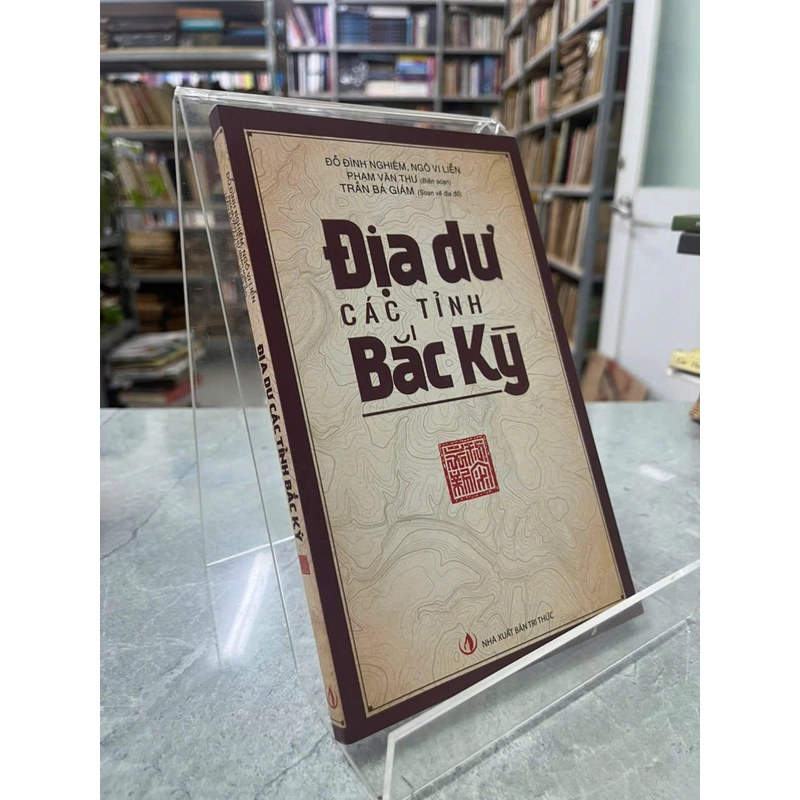 ĐỖ ĐÌNH NGHIÊM, NGÔ VI LIỄN
PHẠM VĂN THƯ (Biên soạn)
TRẦN BÁ GIÁM (Soạn vẽ địa đồ)
Địa dư
CÁC TỈNH
Bắc Kỳ
NHÀ XUẤT BẢN TRI THỨC
ĐỊA DƯ CÁC TỈNH BẮC KỲ